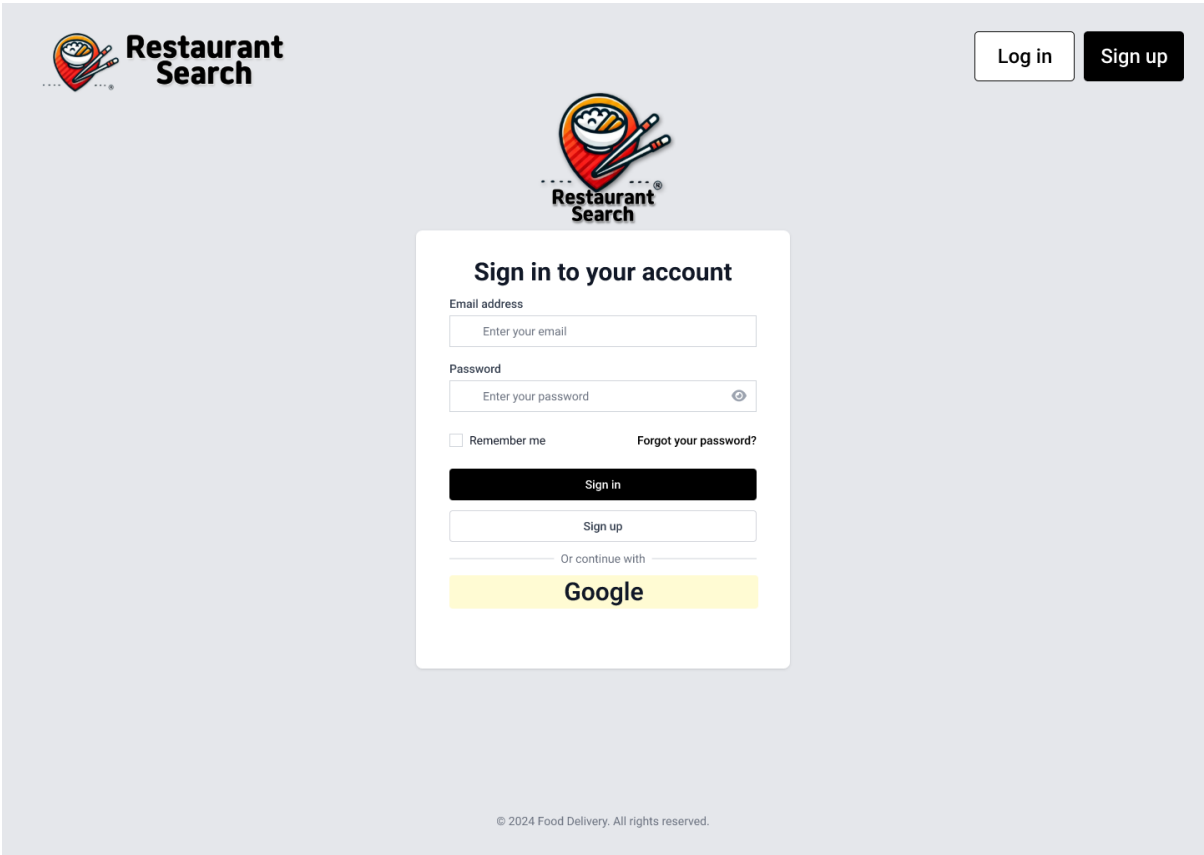 Restaurant
Search
®
Log in
Sign up
®
Restaurant
Search
Sign in to your account
Email address
Enter your email
Password
Enter your password
Remember me
Forgot your password?
Sign in
Sign up
Or continue with
Google
© 2024 Food Delivery. All rights reserved.